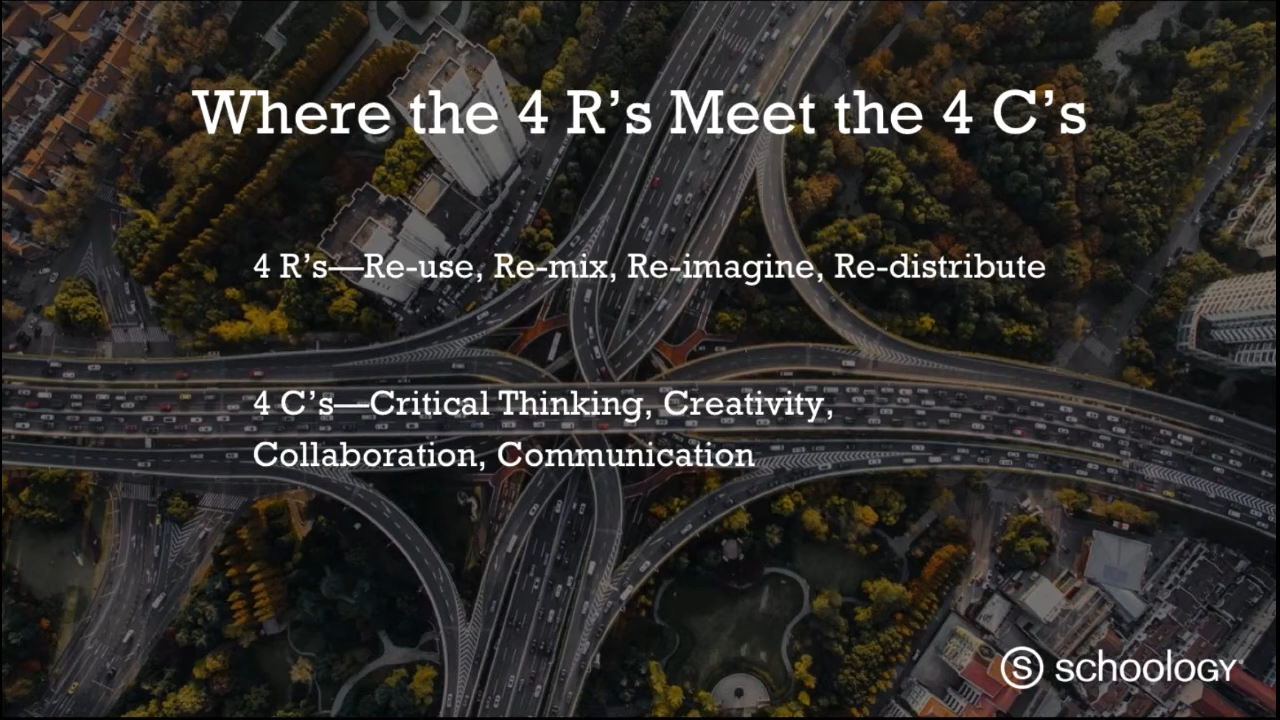 Where the 4 R’s Meet the 4 C’s
4 R’s—Re-use, Re-mix, Re-imagine, Re-distribute
4 C’s—Critical Thinking, Creativity,
Collaboration, Communication
S schoology